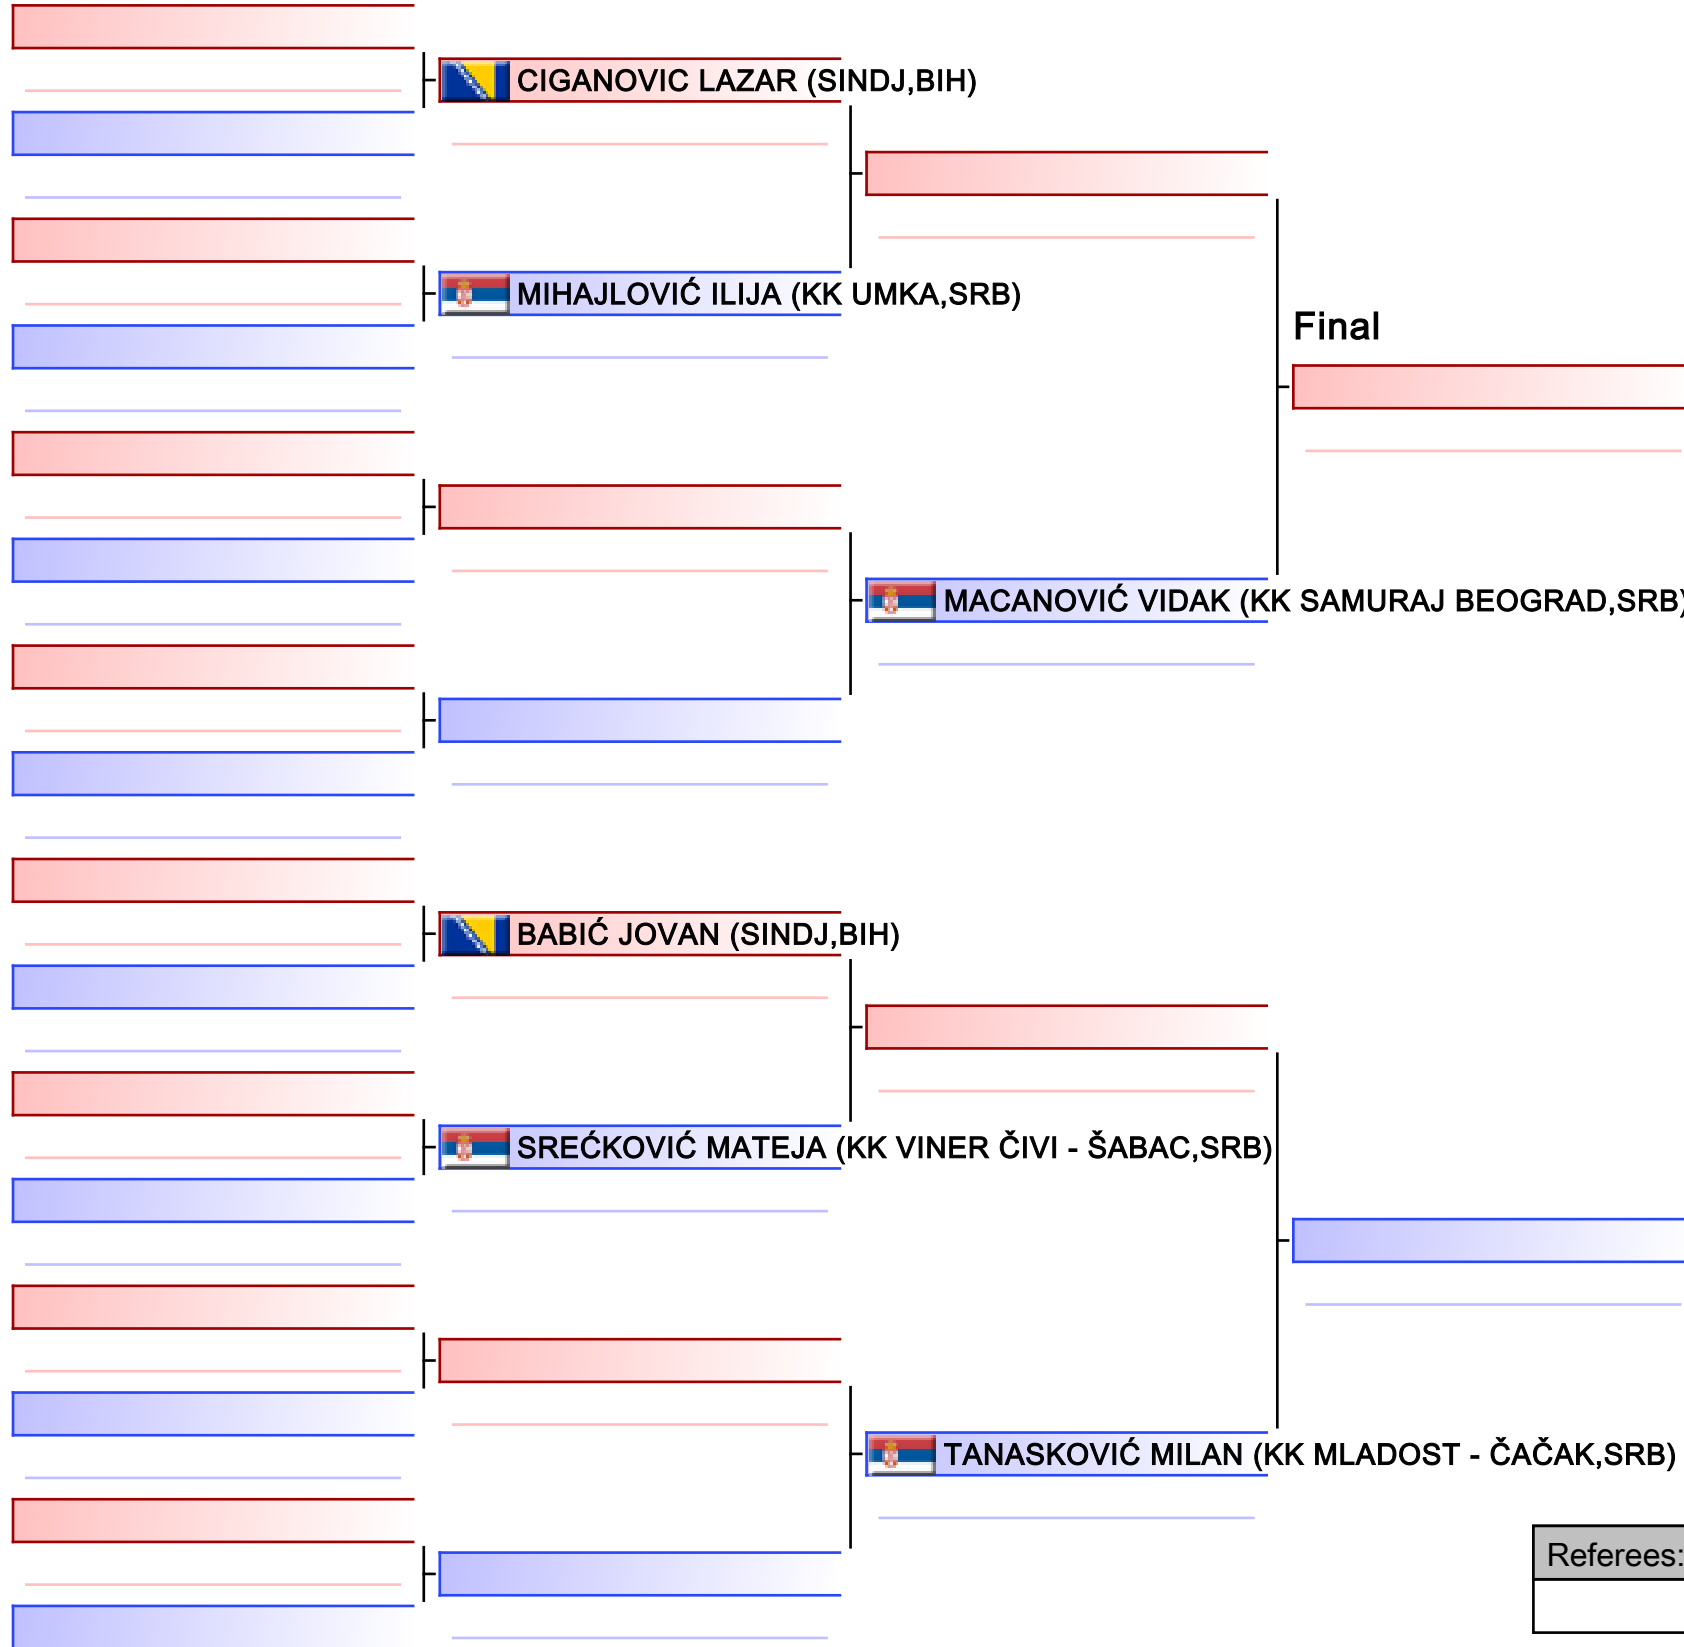 CIGANOVIC LAZAR (SINDJ,BIH)
MIHAJLOVIĆ ILIJA (KK UMKA,SRB)
Final
MACANOVIĆ VIDAK (KK SAMURAJ BEOGRAD,SRB)
BABIĆ JOVAN (SINDJ,BIH)
SREĆKOVIĆ MATEJA (KK VINER ČIVI - ŠABAC,SRB)
TANASKOVIĆ MILAN (KK MLADOST - ČAČAK,SRB)
Referees: